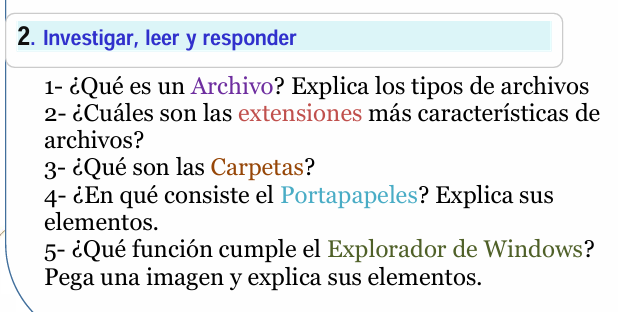 2. Investigar, leer y responder
1- ¿Qué es un Archivo? Explica los tipos de archivos
2- ¿Cuáles son las extensiones más características de
archivos?
3- ¿Qué son las Carpetas?
4- ¿En qué consiste el Portapapeles? Explica sus
elementos.
5- ¿Qué función cumple el Explorador de Windows?
Pega una imagen y explica sus elementos.